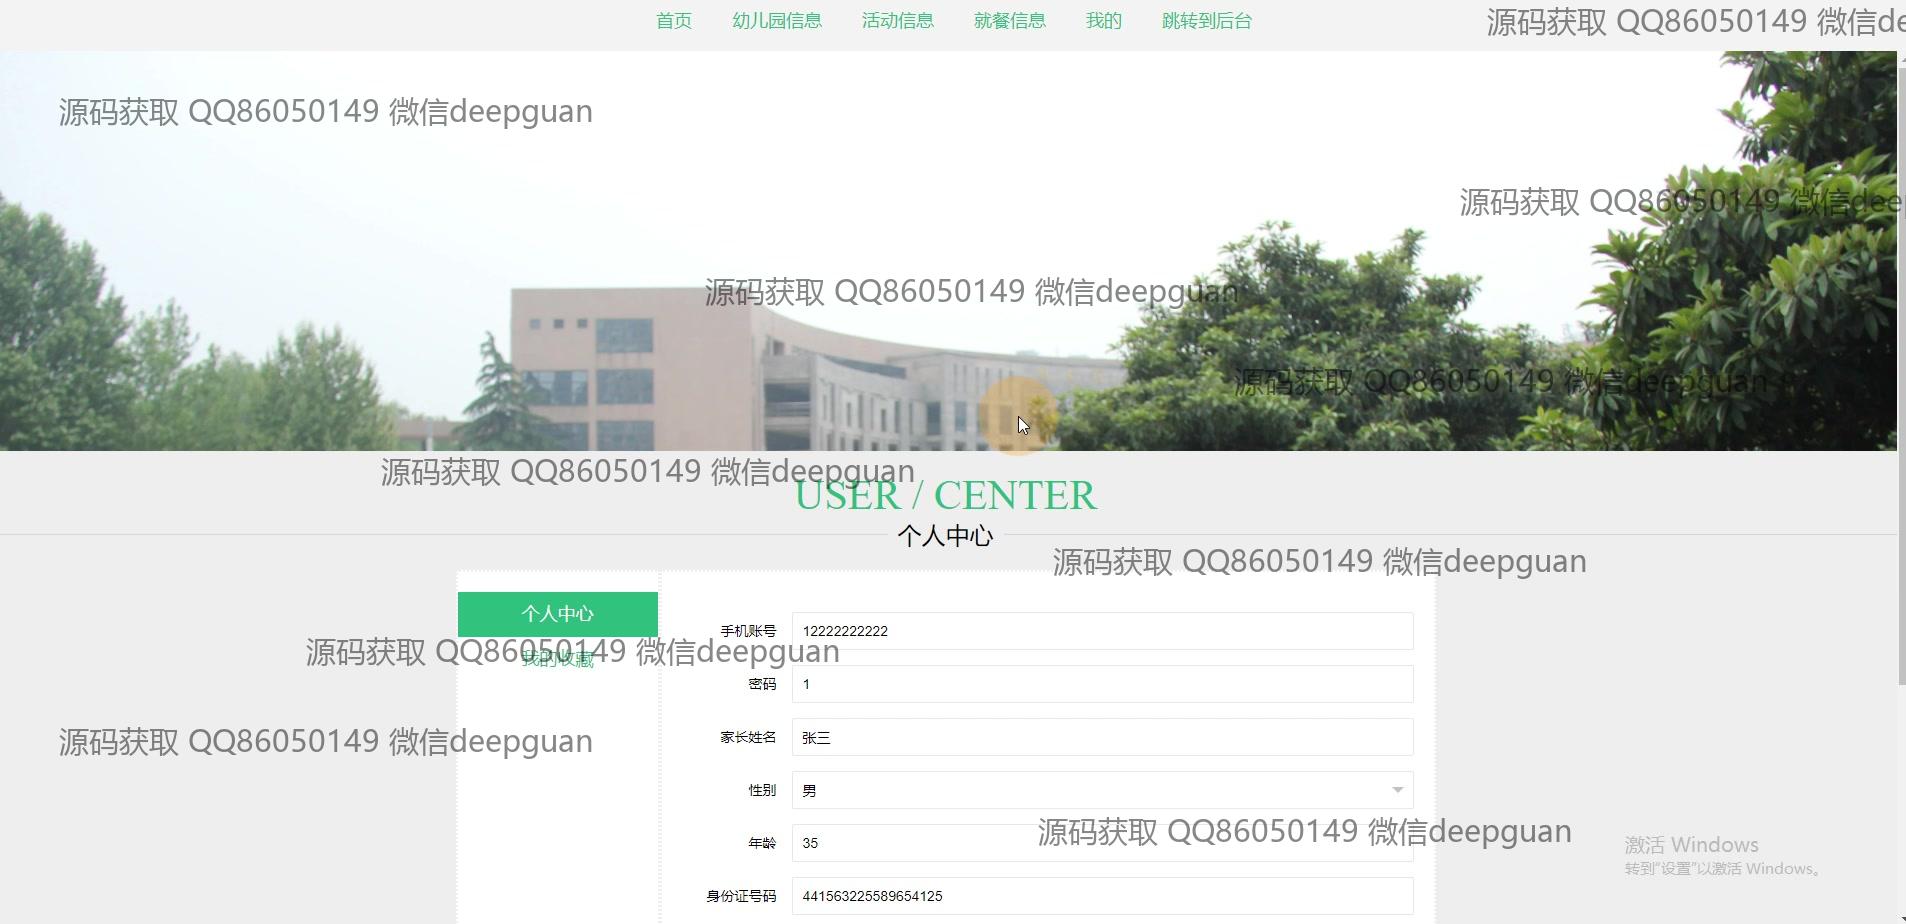 首页 幼儿园信息 活动信息 就餐信息 我的 跳转到后台
源码获取 QQ86050149 微信de
源码获取 QQ86050149 微信deepguan
源码获取 QQ86050149 微信deep
源码获取 QQ86050149 微信deepguan
源码获取 QQ86050149 微信deepguan
源码获取 QQ86050149 微信deepguan
USER / CENTER
个人中心
源码获取 QQ86050149 微信deepguan
个人中心
手机账号 12222222222
源码获取 QQ86050149 微信deepguan
我的收藏
密码 1
家长姓名 张三
源码获取 QQ86050149 微信deepguan
性别 男
源码获取 QQ86050149 微信deepguan
年龄 35
激活 Windows
转到“设置”以激活 Windows。
身份证号码 441563225589654125